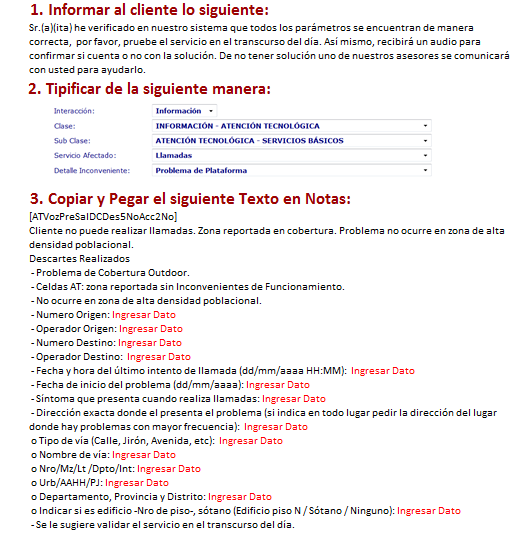 1. Informar al cliente lo siguiente:
Sr.(a)(ita) he verificado en nuestro sistema que todos los parámetros se encuentran de manera
correcta, por favor, pruebe el servicio en el transcurso del día. Así mismo, recibirá un audio para
confirmar si cuenta o no con la solución. De no tener solución uno de nuestros asesores se comunicará
con usted para ayudarlo.
2. Tipificar de la siguiente manera:
Interacción: Información
Clase: INFORMACIÓN - ATENCIÓN TECNOLÓGICA
Sub Clase: ATENCIÓN TECNOLÓGICA - SERVICIOS BÁSICOS
Servicio Afectado: Llamadas
Detalle Inconveniente: Problema de Plataforma
3. Copiar y Pegar el siguiente Texto en Notas:
[ATVozPreSalDCDes5NoAcc2No]
Cliente no puede realizar llamadas. Zona reportada en cobertura. Problema no ocurre en zona de alta
densidad poblacional.
Descartes Realizados
- Problema de Cobertura Outdoor.
- Celdas AT: zona reportada sin Inconvenientes de Funcionamiento.
- No ocurre en zona de alta densidad poblacional.
- Numero Origen: Ingresar Dato
- Operador Origen: Ingresar Dato
- Numero Destino: Ingresar Dato
- Operador Destino: Ingresar Dato
- Fecha y hora del último intento de llamada (dd/mm/aaaa HH:MM): Ingresar Dato
- Fecha de inicio del problema (dd/mm/aaaa): Ingresar Dato
- Síntoma que presenta cuando realiza llamadas: Ingresar Dato
- Dirección exacta donde el presenta el problema (si indica en todo lugar pedir la dirección del lugar
donde hay problemas con mayor frecuencia): Ingresar Dato
o Tipo de vía (Calle, Jirón, Avenida, etc): Ingresar Dato
o Nombre de vía: Ingresar Dato
o Nro/Mz/Lt /Dpto/Int: Ingresar Dato
o Urb/AAHH/PJ: Ingresar Dato
o Departamento, Provincia y Distrito: Ingresar Dato
o Indicar si es edificio -Nro de piso-, sótano (Edificio piso N / Sótano / Ninguno): Ingresar Dato
- Se le sugiere validar el servicio en el transcurso del día.